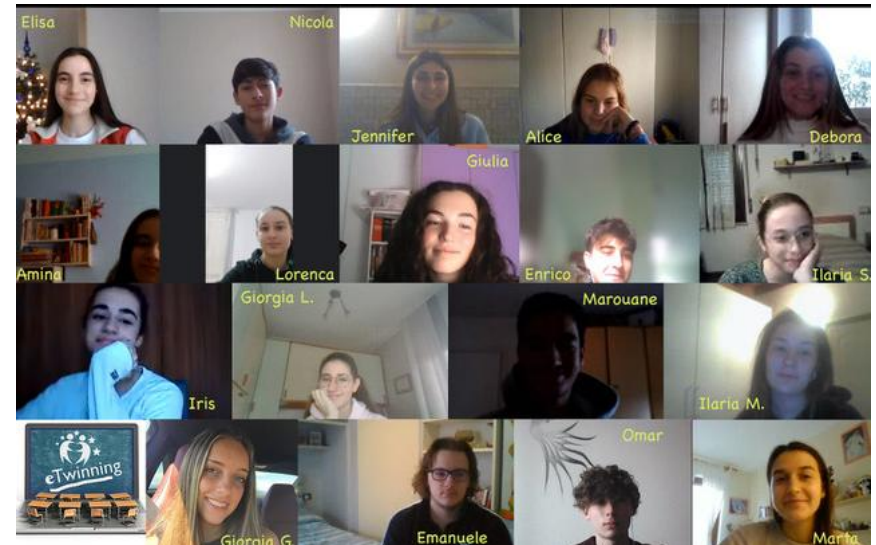 Elisa
Nicola
Jennifer
Alice
Debora
Amina
Lorenca
Giulia
Enrico
Ilaria S.
Iris
Giorgia L.
Marouane
Ilaria M.
eTwinning
Giorgia G.
Emanuele
Omar
Marta